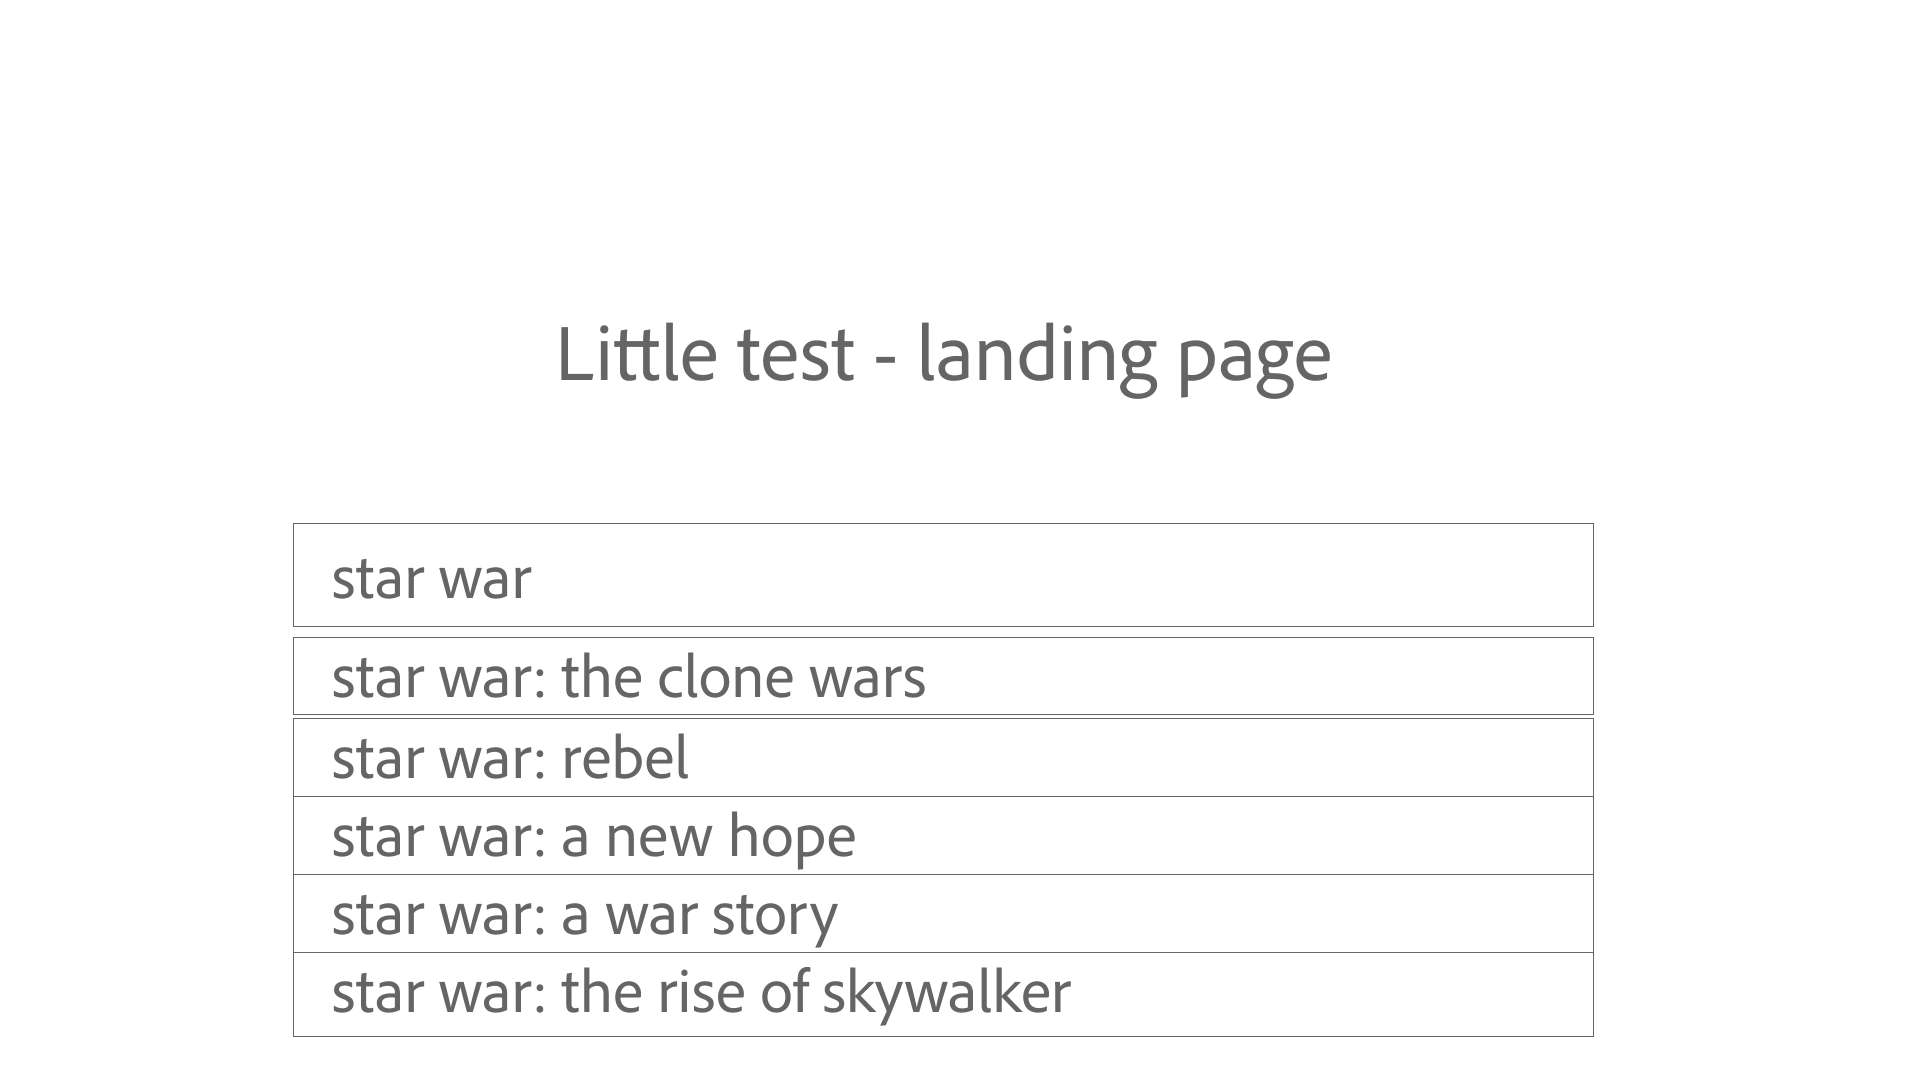 Little test - landing page
star war
star war: the clone wars
star war: rebel
star war: a new hope
star war: a war story
star war: the rise of skywalker